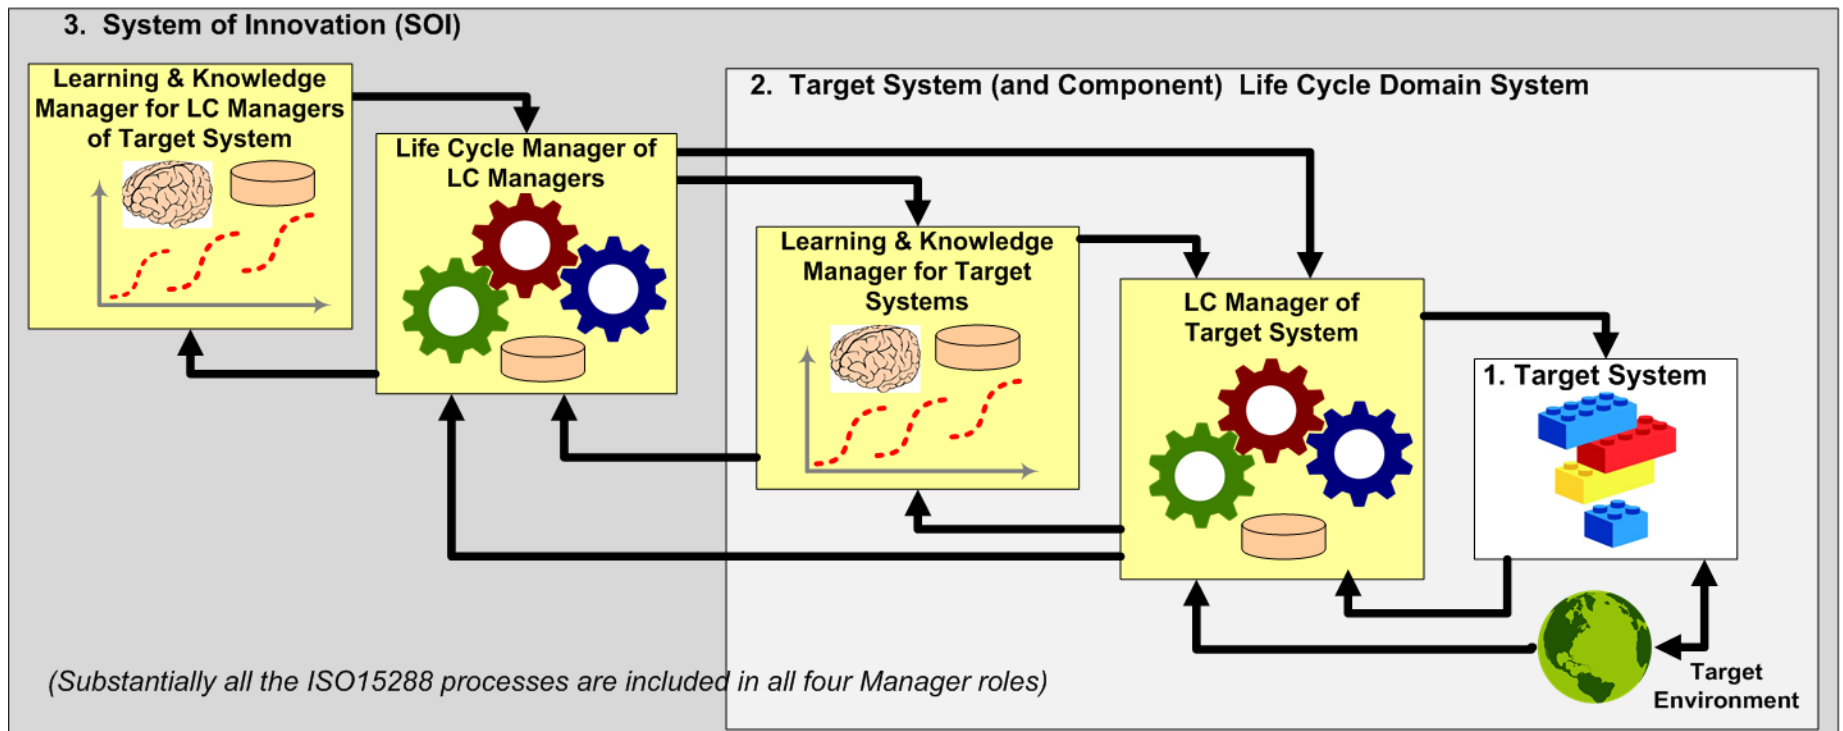 3. System of Innovation (SOI)
Learning & Knowledge
Manager for LC Managers
of Target System
2. Target System (and Component) Life Cycle Domain System
Life Cycle Manager of
LC Managers
Learning & Knowledge
Manager for Target
Systems
LC Manager of
Target System
1. Target System
Target
Environment
(Substantially all the ISO15288 processes are included in all four Manager roles)